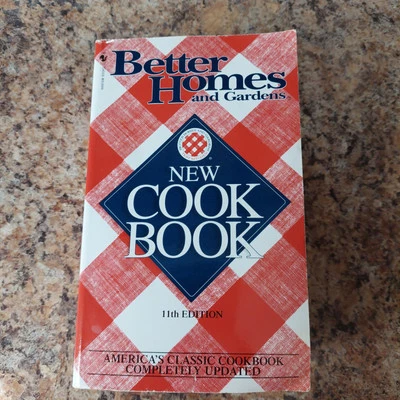 Better
Homes
and Gardens®
NEW
COOK
BOOK
11th EDITION
AMERICA'S CLASSIC COOKBOOK
COMPLETELY UPDATED